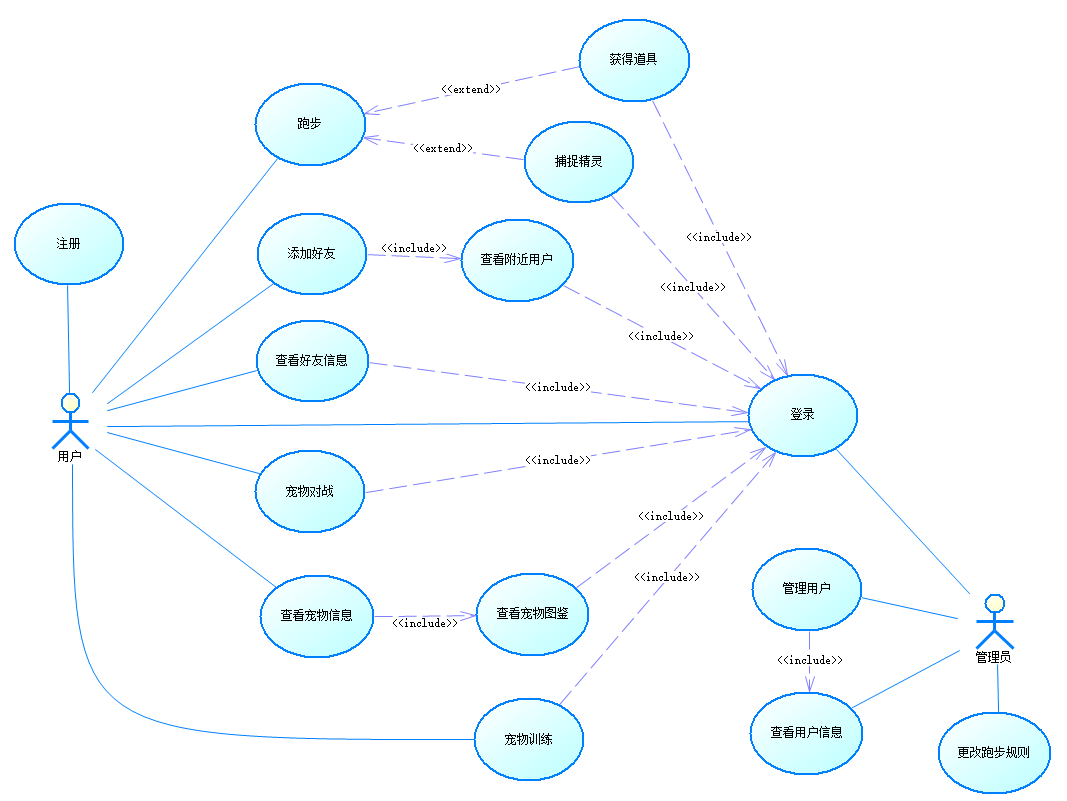 获得道具
<<extend>>
跑步
<<extend>>
捕捉精灵
注册
<<include>>
添加好友
<<include>>
查看附近用户
<<include>>
<<include>>
查看好友信息
<<include>>
登录
用户
<<include>>
宠物对战
<<include>>
<<include>>
管理用户
查看宠物信息
<<include>>
查看宠物图鉴
管理员
<<include>>
宠物训练
查看用户信息
更改跑步规则